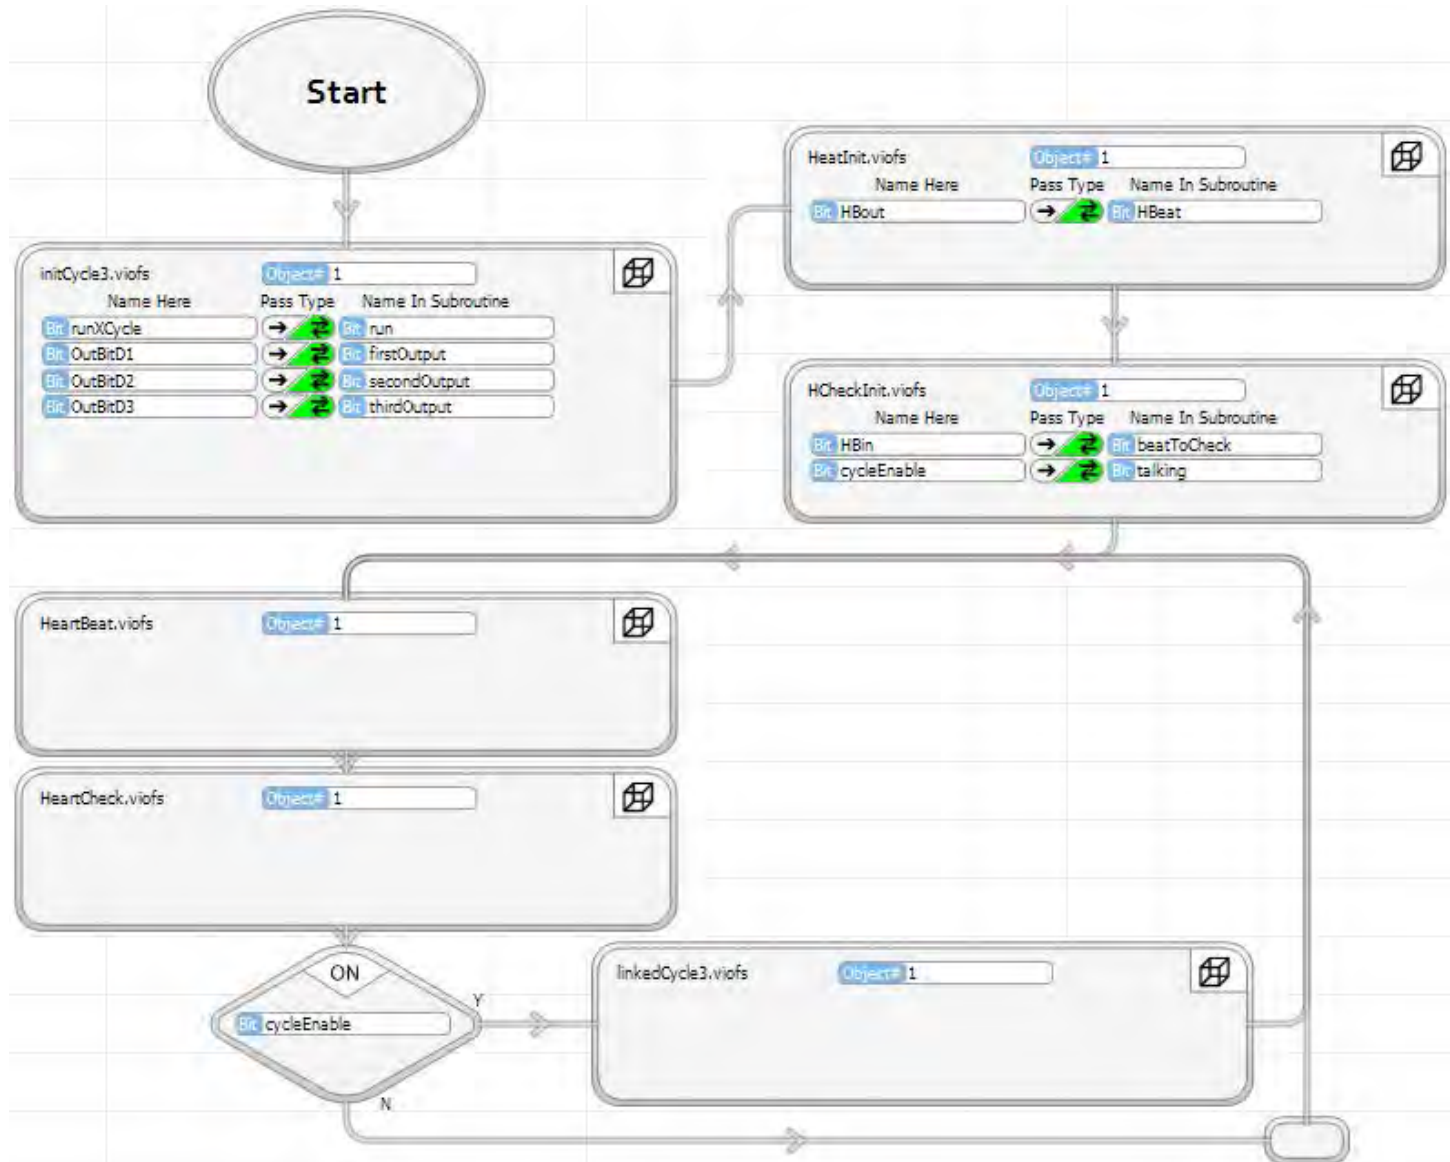 Start
initCycle3.viofs Object# 1
Name Here Pass Type Name In Subroutine
Bit runXCycle Bit run
Bit OutBitD1 Bit firstOutput
Bit OutBitD2 Bit secondOutput
Bit OutBitD3 Bit thirdOutput
HeatInit.viofs Object# 1
Name Here Pass Type Name In Subroutine
Bit HBout Bit HBeat
HCheckInit.viofs Object# 1
Name Here Pass Type Name In Subroutine
Bit HBin Bit beatToCheck
Bit cycleEnable Bit talking
HeartBeat.viofs Object# 1
HeartCheck.viofs Object# 1
ON
Bit cycleEnable
Y
N
linkedCycle3.viofs Object# 1